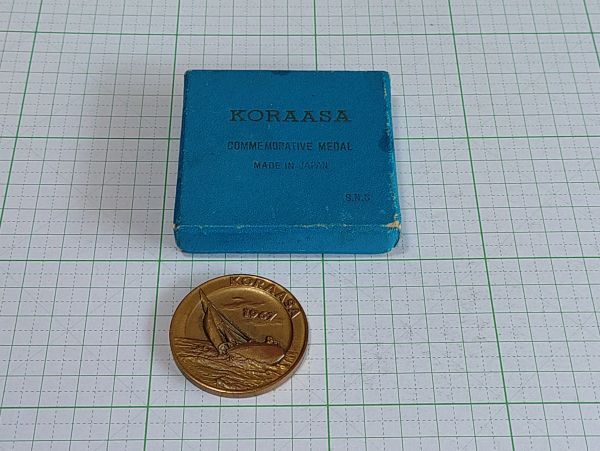 KORAASA
COMMEMORATIVE MEDAL
MADE IN JAPAN
S.N.S
KORAASA
1967